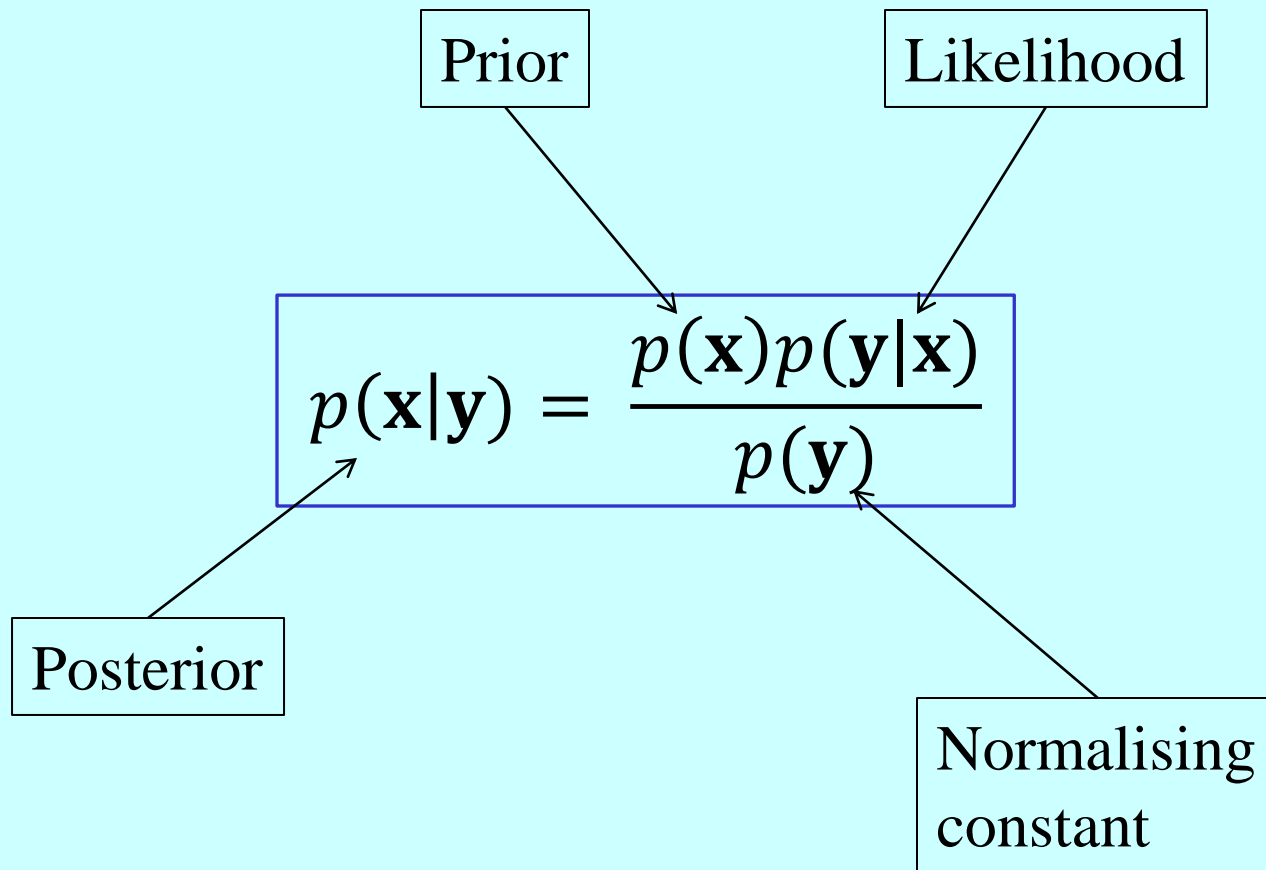 Prior
Likelihood
p(𝐱|𝐲) = p(𝐱)p(𝐲|𝐱) / p(𝐲)
Posterior
Normalising
constant